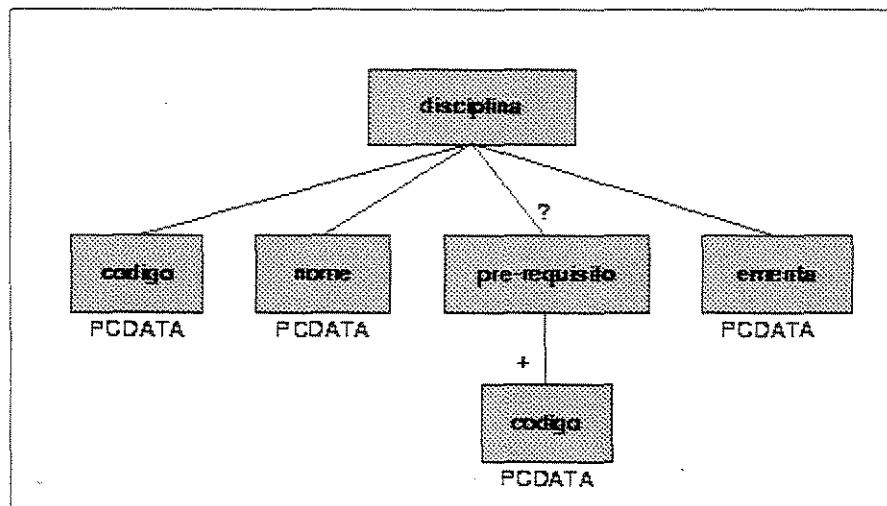 disciplina
?
codigo nome pre-requisito ementa
PCDATA PCDATA PCDATA
+
codigo
PCDATA